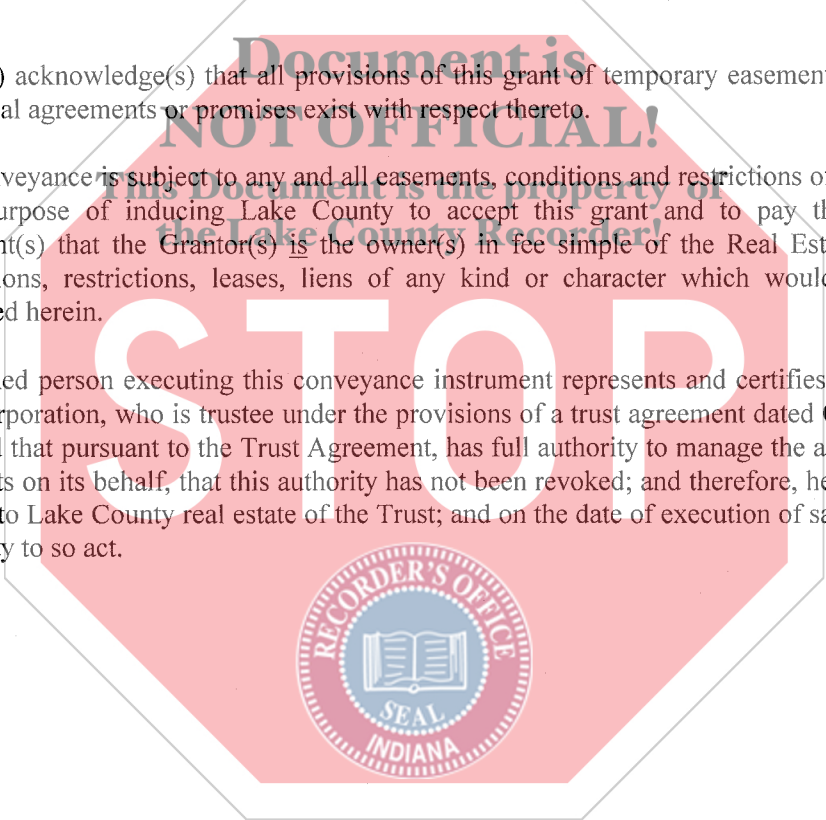 Document is
) acknowledge(s) that all provisions of this grant of temporary easement
al agreements or promises exist with respect thereto.
NOT OFFICIAL!
veyance is subject to any and all easements, conditions and restrictions of
This Document is the property of
urpose of inducing Lake County to accept this grant and to pay th
the Lake County Recorder!
nt(s) that the Grantor(s) is the owner(s) in fee simple of the Real Est
ons, restrictions, leases, liens of any kind or character which would
ed herein.
STOP
ed person executing this conveyance instrument represents and certifies
rporation, who is trustee under the provisions of a trust agreement dated
d that pursuant to the Trust Agreement, has full authority to manage the a
ts on its behalf, that this authority has not been revoked; and therefore, he
to Lake County real estate of the Trust; and on the date of execution of sa
y to so act.
RECORDER'S OFFICE
SEAL
INDIANA